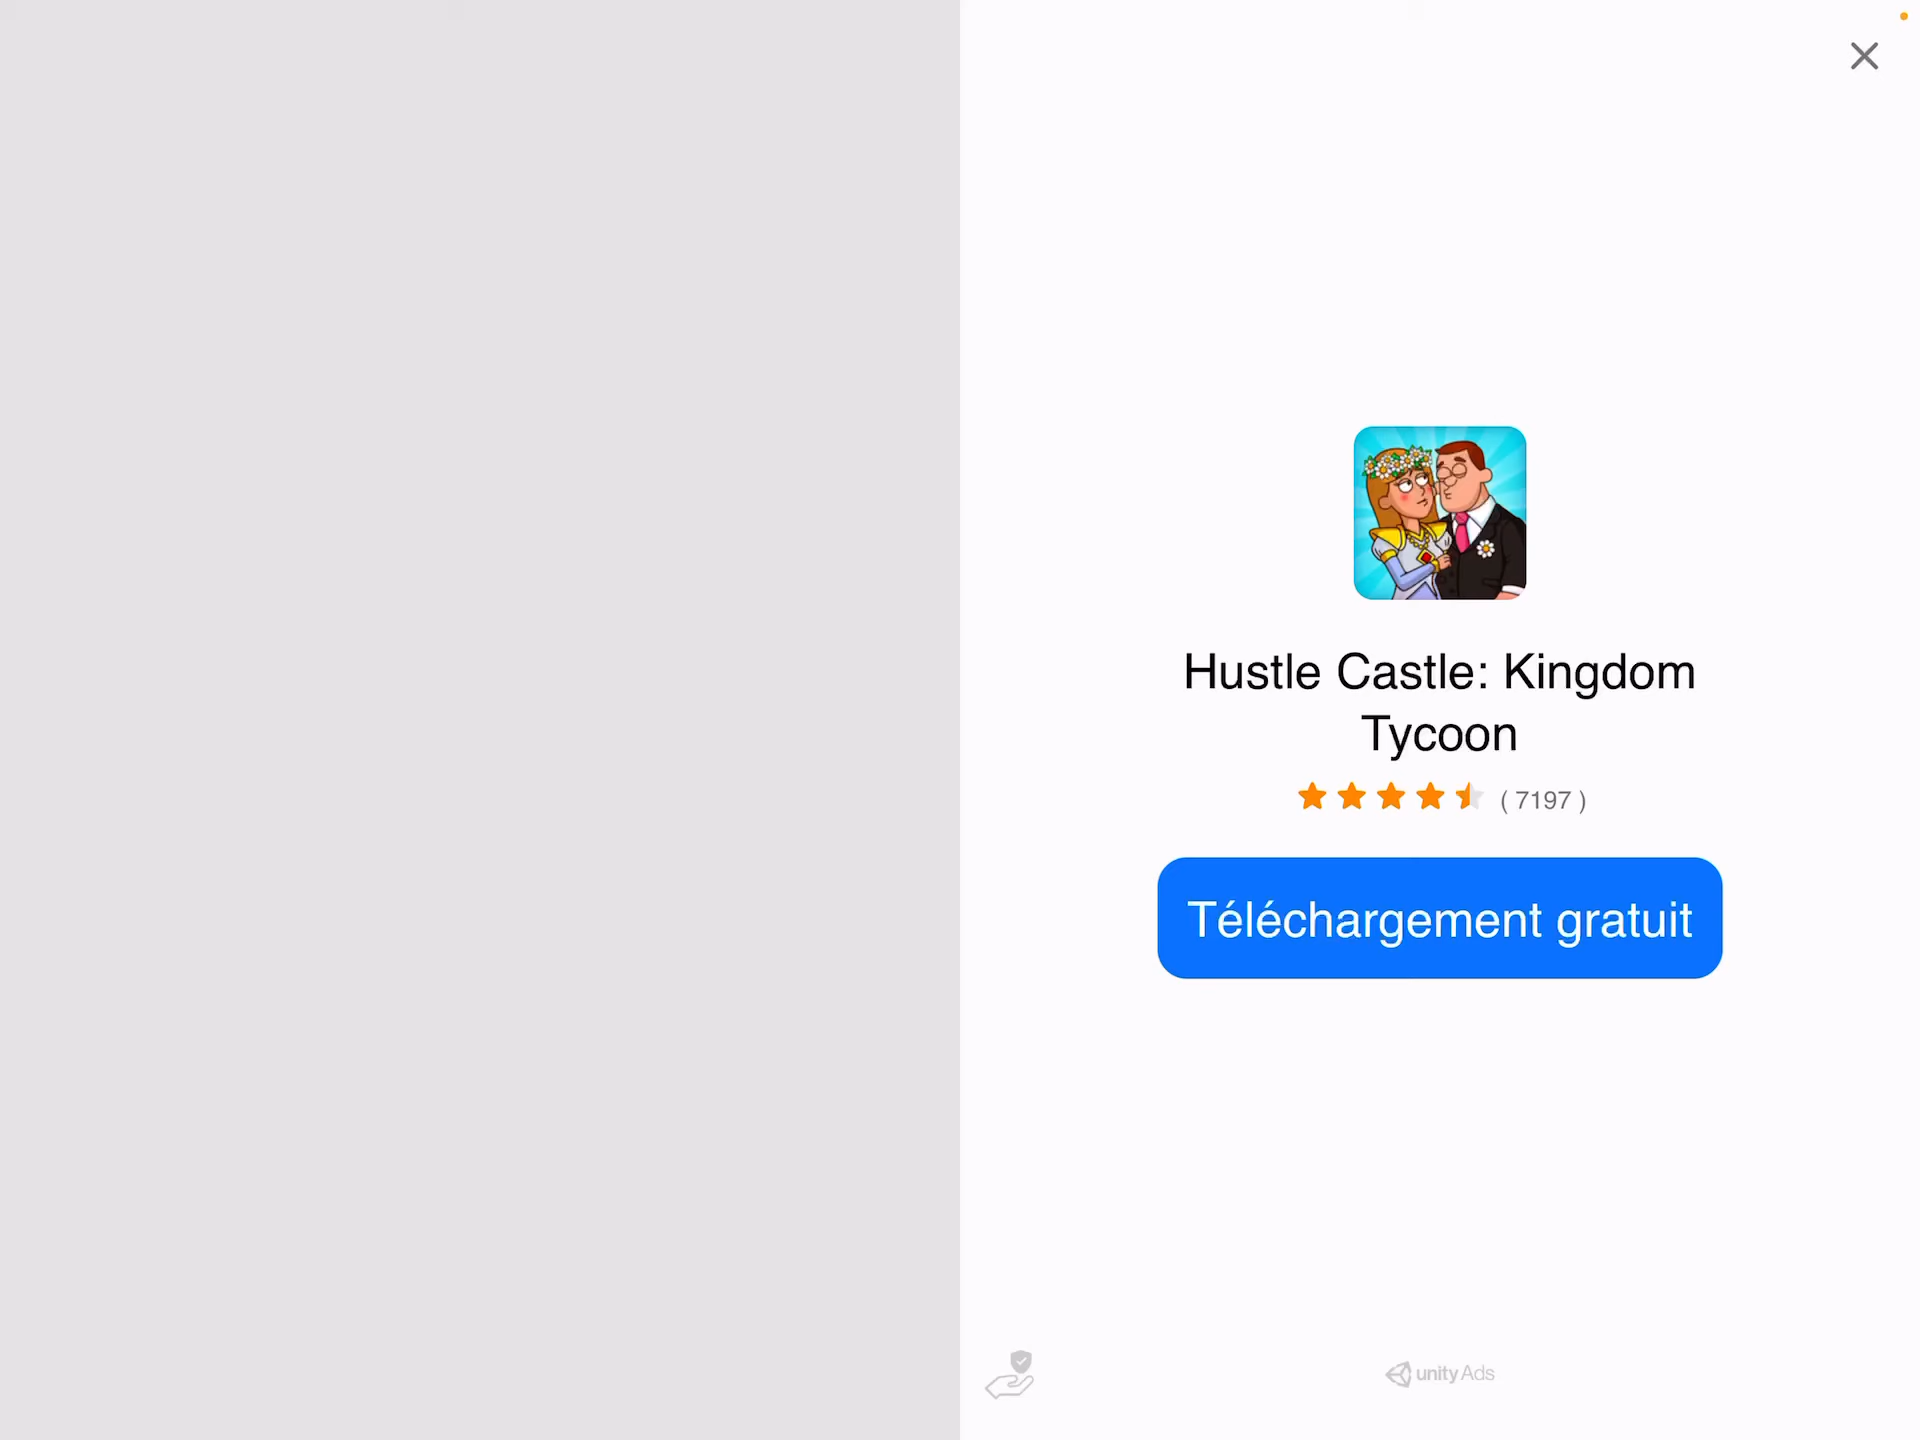 Hustle Castle: Kingdom
Tycoon
( 7197 )
Téléchargement gratuit
unity Ads